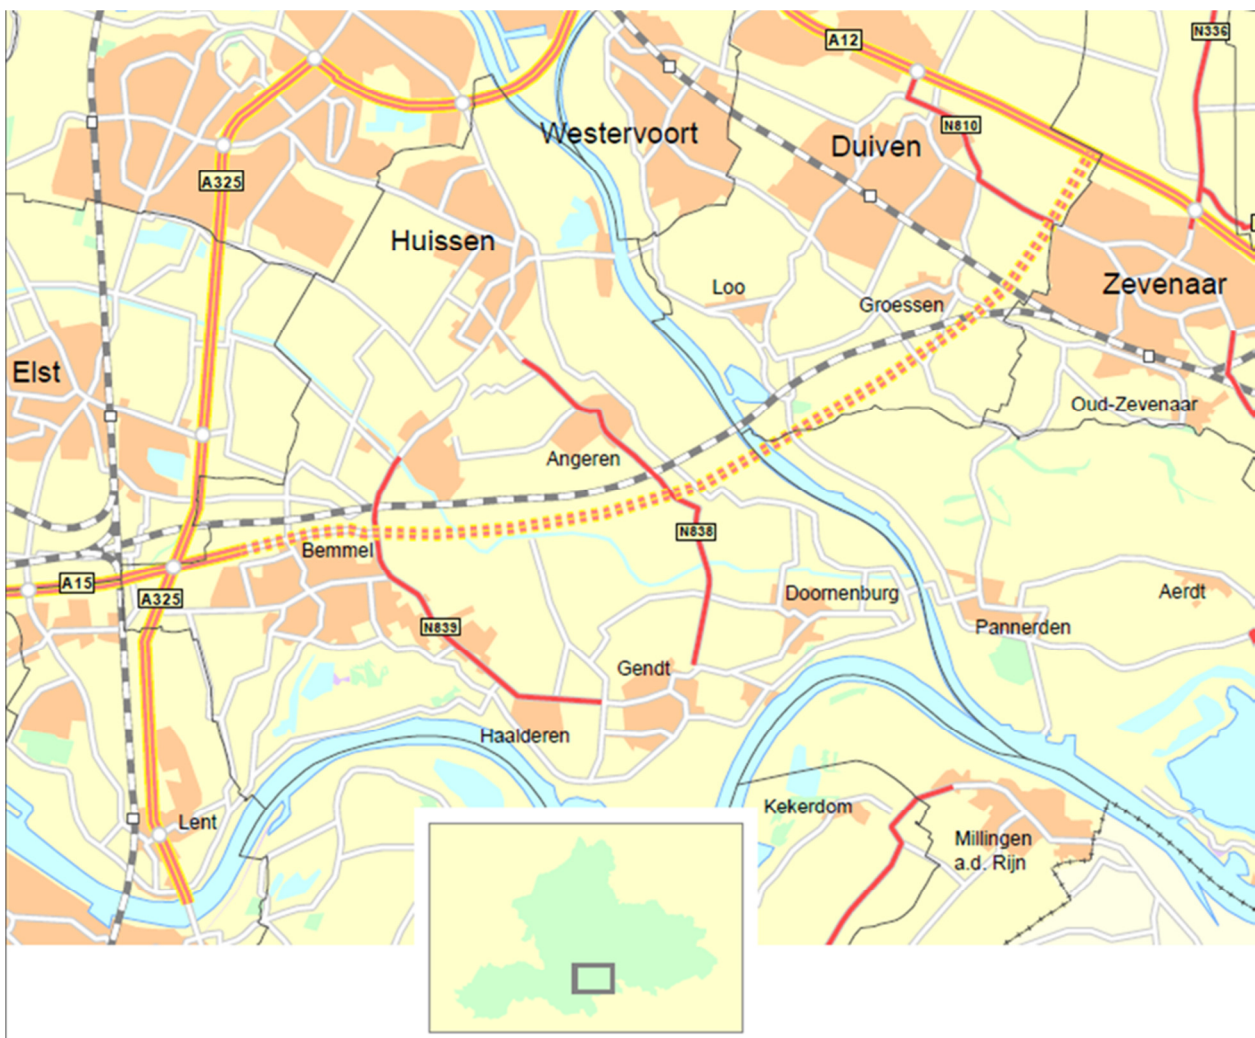 N336
A12
N810
Westervoort
Duiven
A325
Huissen
Loo
Groessen
Zevenaar
Elst
Oud-Zevenaar
Angeren
N838
Bemmel
A15
A325
Doornenburg
Aerdt
N839
Pannerden
Gendt
Haalderen
Kekerdom
Lent
Millingen
a.d. Rijn